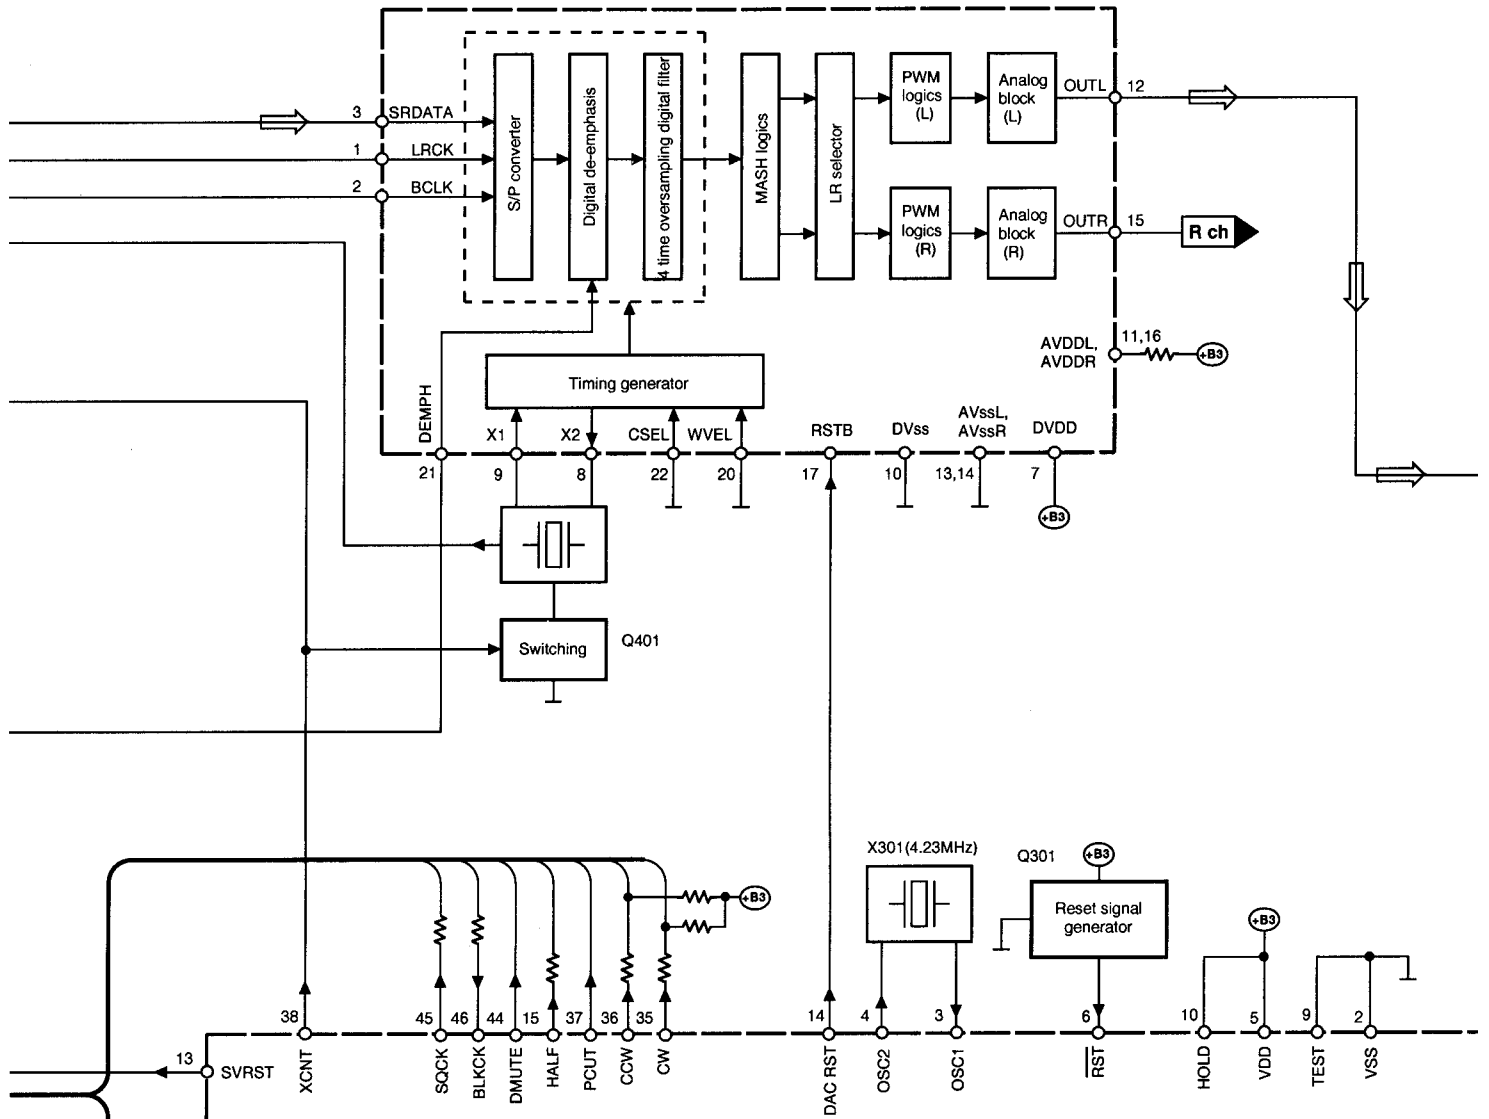 3
SRDATA
1
LRCK
2
BCLK
S/P converter
Digital de-emphasis
4 time oversampling digital filter
MASH logics
LR selector
PWM
logics
(L)
Analog
block
(L)
OUTL
12
PWM
logics
(R)
Analog
block
(R)
OUTR
15
R ch
AVDDL,
AVDDR
11,16
+B3
Timing generator
DEMPH
X1
X2
CSEL
WVEL
RSTB
DVss
AVssL,
AVssR
DVDD
21
9
8
22
20
17
10
13,14
7
+B3
Switching
Q401
X301(4.23MHz)
Q301
+B3
Reset signal
generator
+B3
+B3
38
45
46
44
15
37
36
35
14
4
3
6
10
5
9
2
13
SVRST
XCNT
SQCK
BLKCK
DMUTE
HALF
PCUT
CCW
CW
DAC RST
OSC2
OSC1
RST
HOLD
VDD
TEST
VSS